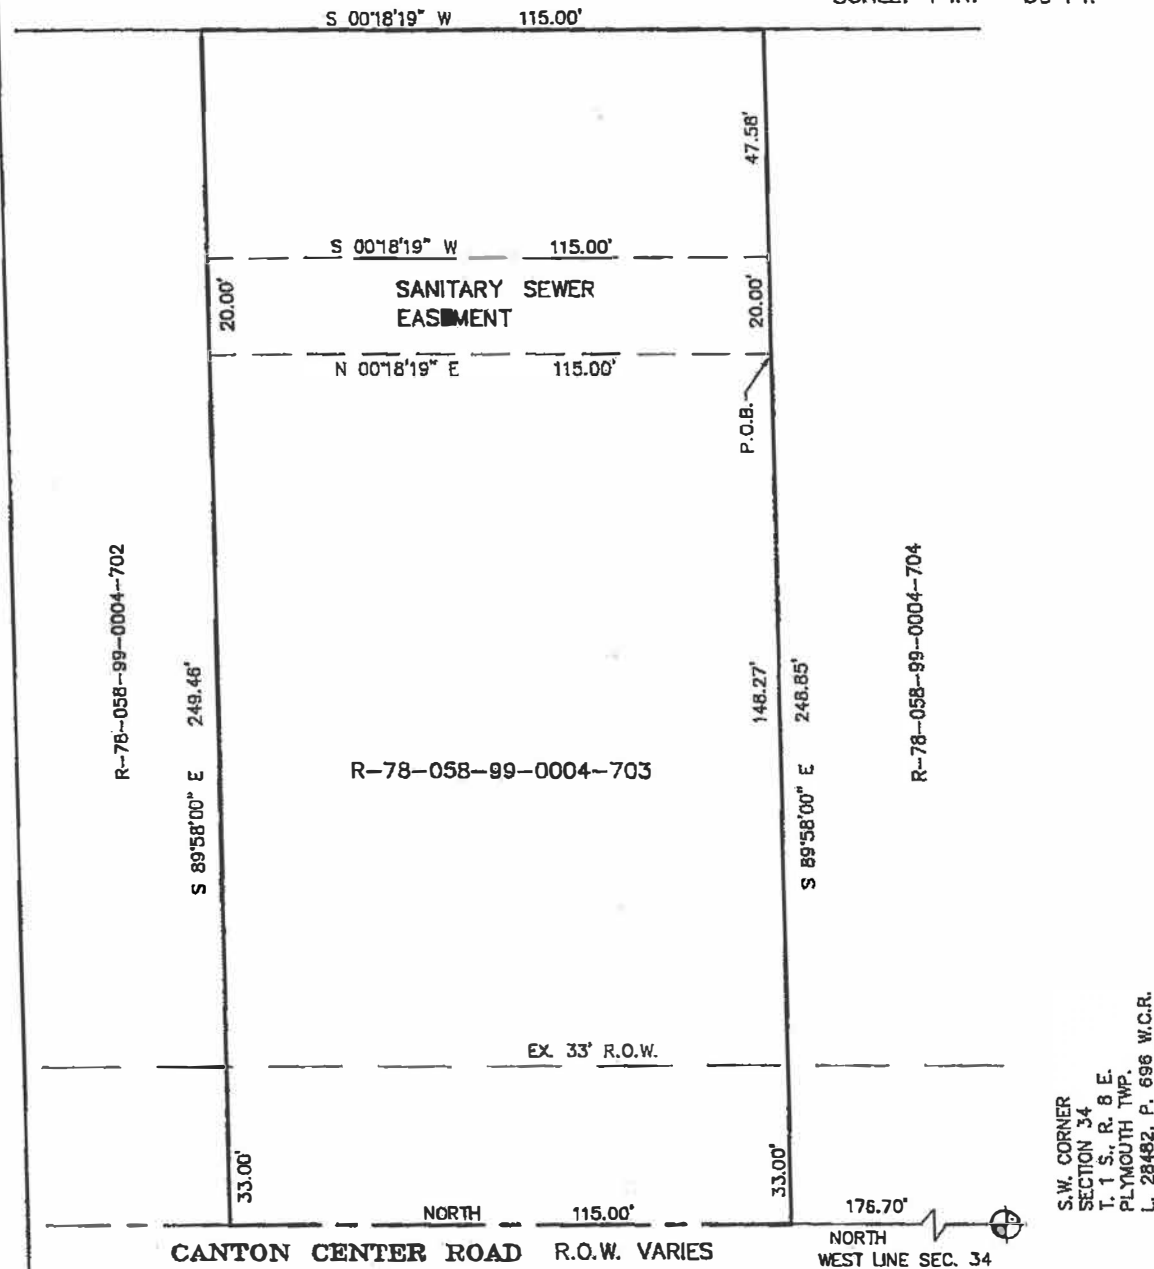 S 00°18'19" W 115.00'
47.58'
S 00°18'19" W 115.00'
SANITARY SEWER
EASEMENT
20.00'
20.00'
N 00°18'19" E 115.00'
P.O.B.
R-78-058-99-0004-702
S 89°58'00" E 249.46'
R-78-058-99-0004-703
148.27'
S 89°58'00" E 248.85'
R-78-058-99-0004-704
EX. 33' R.O.W.
33.00'
33.00'
NORTH 115.00'
176.70'
CANTON CENTER ROAD R.O.W. VARIES
NORTH
WEST LINE SEC. 34
S.W. CORNER
SECTION 34
T. 1 S., R. 8 E.
PLYMOUTH TWP.
L. 28482, P. 696 W.C.R.